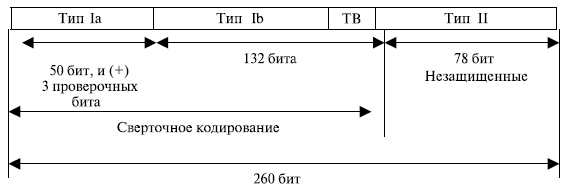 Тип Ia Тип Ib ТВ Тип II
50 бит, и (+)
3 проверочных
бита
132 бита
78 бит
Незащищенные
Сверточное кодирование
260 бит